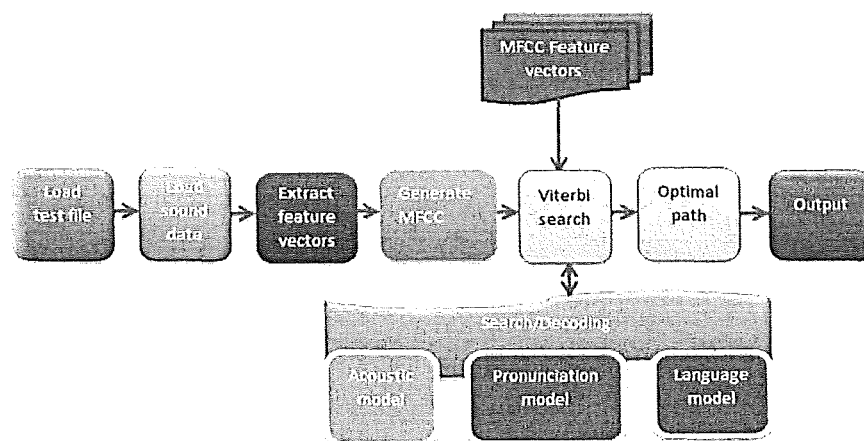 MFCC Feature
vectors
Load
test file
Load
sound
data
Extract
feature
vectors
Generate
MFCC
Viterbi
search
Optimal
path
Output
Search/Decoding
Acoustic
model
Pronunciation
model
Language
model